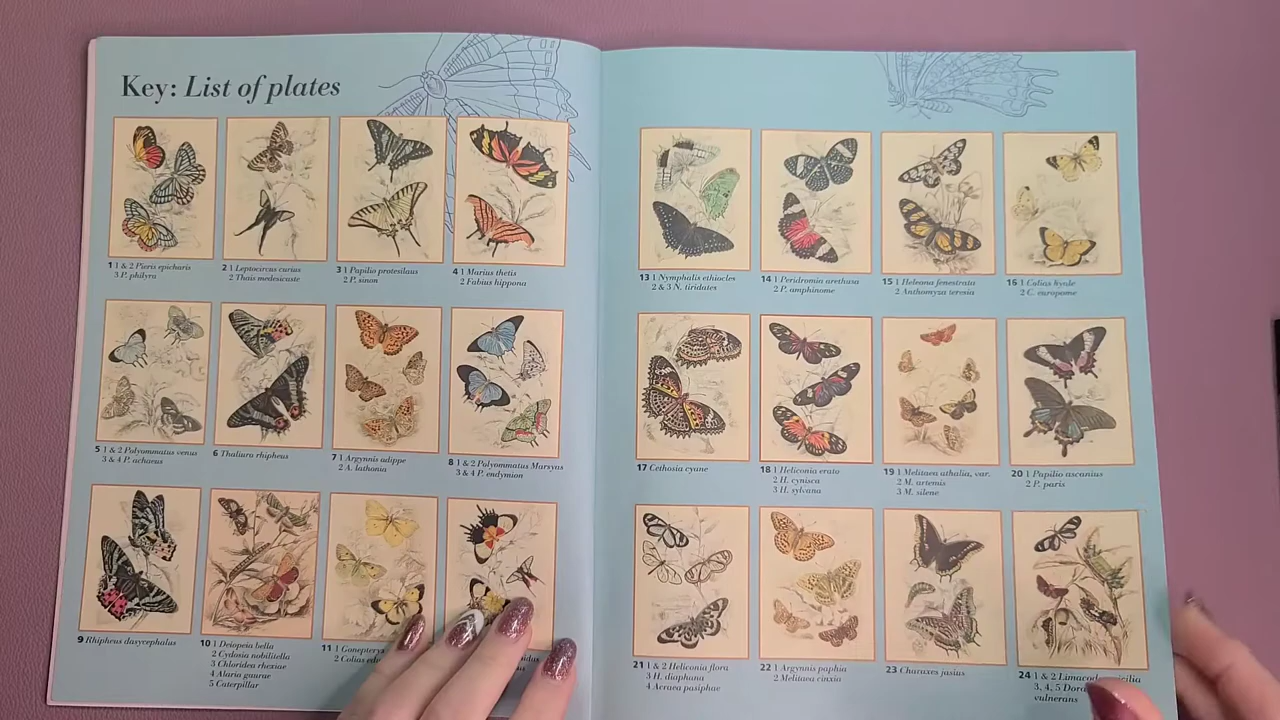 Key: List of plates
1 1 & 2 Pieris epicharis
3 P. philyra
2 1 Leptocircus curius
2 Thais medesicaste
3 1 Papilio protesilaus
2 P. sinon
4 1 Marius thetis
2 Fabius hippona
5 1 & 2 Polyommatus venus
3 & 4 P. achaeus
6 Thaliura rhipheus
7 1 Argynnis adippe
2 A. lathonia
8 1 & 2 Polyommatus Marsyas
3 & 4 P. endymion
9 Rhipheus dasycephalus
10 1 Deiopeia bella
2 Cydosia nobilitella
3 Chloridea rhexiae
4 Alaria gaurae
5 Caterpillar
11 1 Gonepteryx
2 Colias
13 1 Nymphalis ethiocles
2 & 3 N. tiridates
14 1 Peridromia arethusa
2 P. amphinome
15 1 Heleona fenestrata
2 Anthomyza teresia
16 1 Colias hyale
2 C. europome
17 Cethosia cyane
18 1 Heliconia erato
2 H. cynisca
3 H. sylvana
19 1 Melitaea athalia, var.
2 M. artemis
3 M. silene
20 1 Papilio ascanius
2 P. paris
21 1 & 2 Heliconia flora
3 H. diaphana
4 Acraea pasiphae
22 1 Argynnis paphia
2 Melitaea cinxia
23 Charaxes jasius
24 1 & 2
3, 4, 5
vulnerans